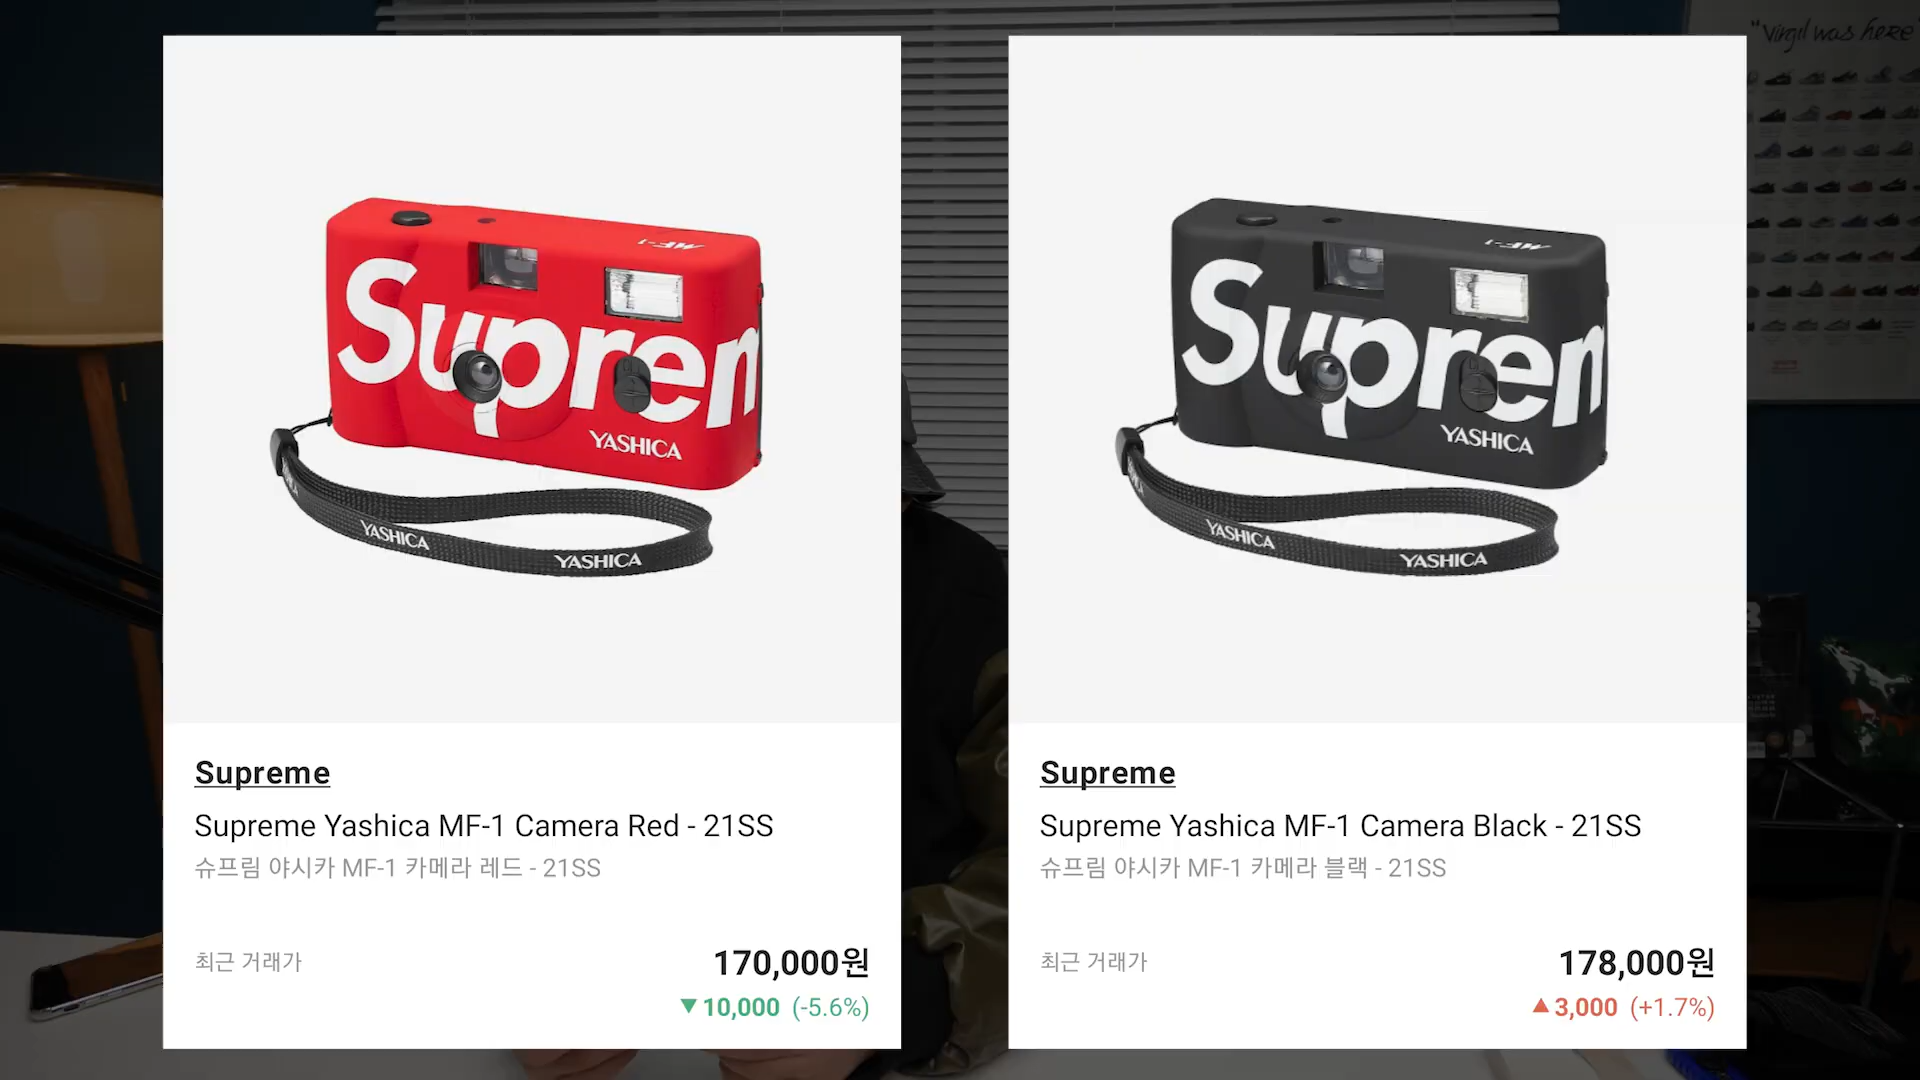 "Virgil was here"
Suprem
MF-1
YASHICA
YASHICA
YASHICA
Supreme
Supreme Yashica MF-1 Camera Red - 21SS
슈프림 야시카 MF-1 카메라 레드 - 21SS
최근 거래가
170,000원
▼10,000 (-5.6%)
Suprem
MF-1
YASHICA
YASHICA
YASHICA
Supreme
Supreme Yashica MF-1 Camera Black - 21SS
슈프림 야시카 MF-1 카메라 블랙 - 21SS
최근 거래가
178,000원
▲3,000 (+1.7%)